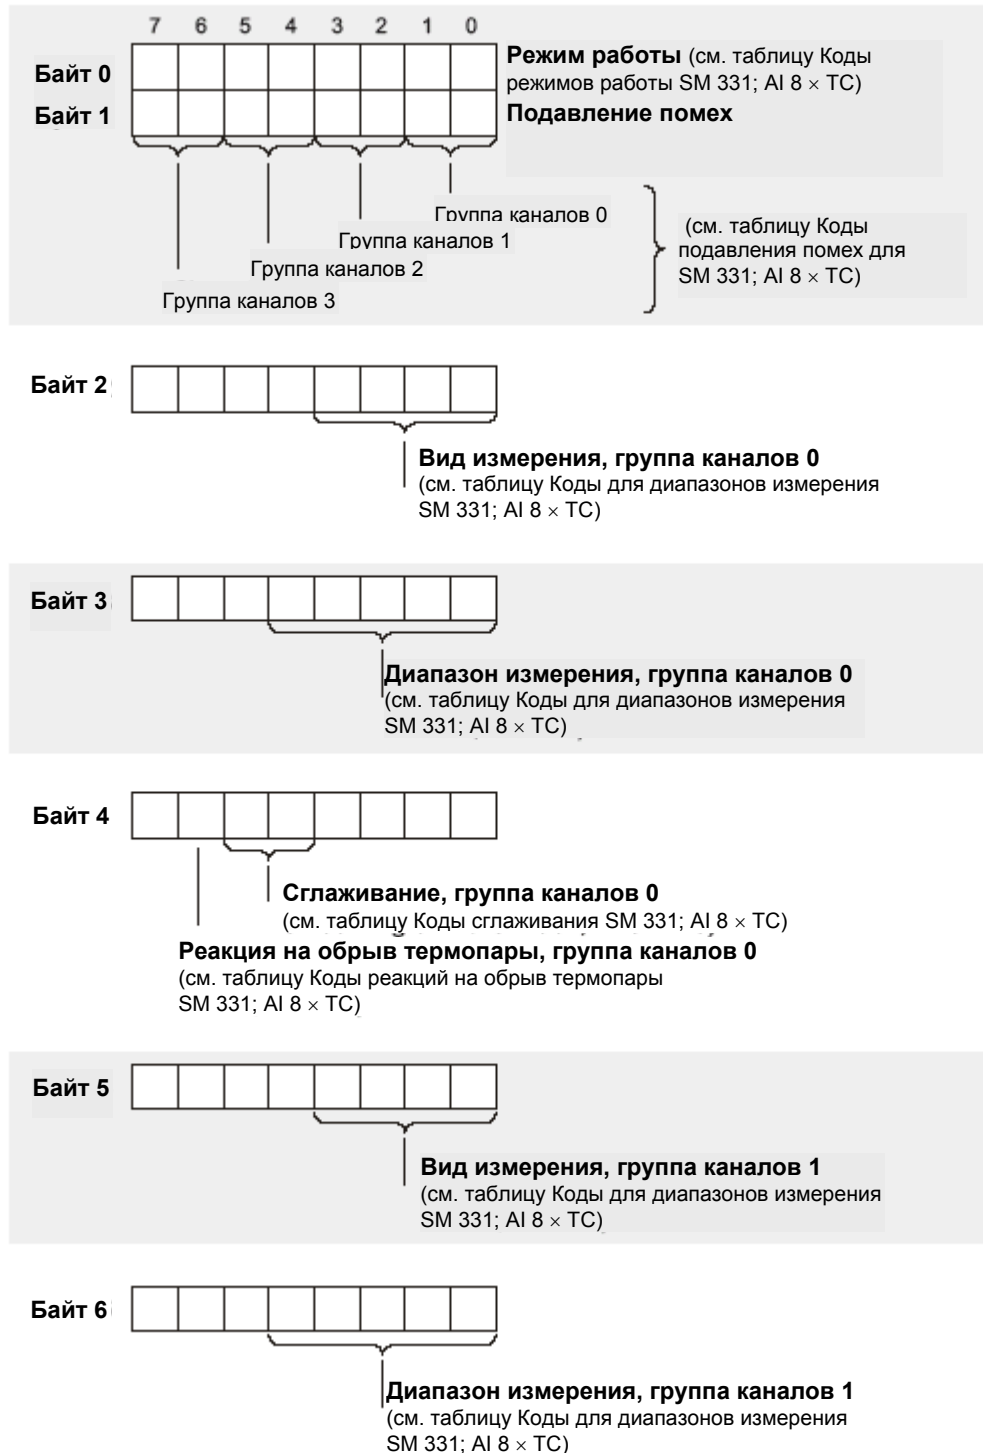 7 6 5 4 3 2 1 0
Байт 0
Режим работы (см. таблицу Коды
режимов работы SM 331; AI 8 × TC)
Байт 1
Подавление помех
Группа каналов 0
Группа каналов 1
Группа каналов 2
Группа каналов 3
(см. таблицу Коды
подавления помех для
SM 331; AI 8 × TC)
Байт 2
Вид измерения, группа каналов 0
(см. таблицу Коды для диапазонов измерения
SM 331; AI 8 × TC)
Байт 3
Диапазон измерения, группа каналов 0
(см. таблицу Коды для диапазонов измерения
SM 331; AI 8 × TC)
Байт 4
Сглаживание, группа каналов 0
(см. таблицу Коды сглаживания SM 331; AI 8 × TC)
Реакция на обрыв термопары, группа каналов 0
(см. таблицу Коды реакций на обрыв термопары
SM 331; AI 8 × TC)
Байт 5
Вид измерения, группа каналов 1
(см. таблицу Коды для диапазонов измерения
SM 331; AI 8 × TC)
Байт 6
Диапазон измерения, группа каналов 1
(см. таблицу Коды для диапазонов измерения
SM 331; AI 8 × TC)